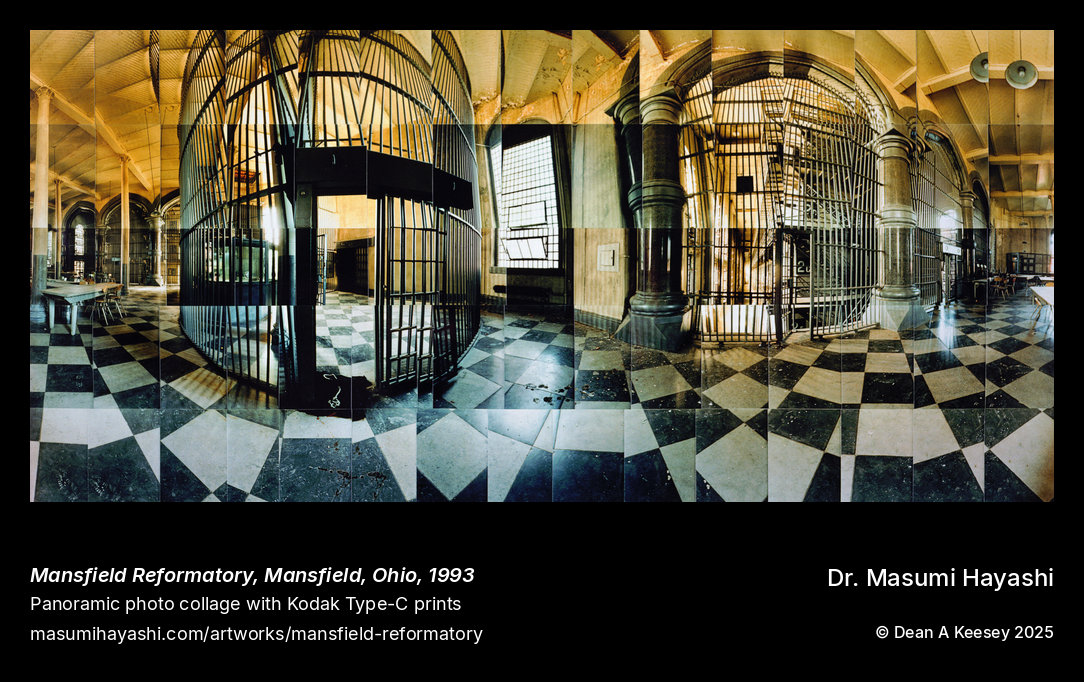 Mansfield Reformatory, Mansfield, Ohio, 1993
Panoramic photo collage with Kodak Type-C prints
masumihayashi.com/artworks/mansfield-reformatory
Dr. Masumi Hayashi
© Dean A Keesey 2025